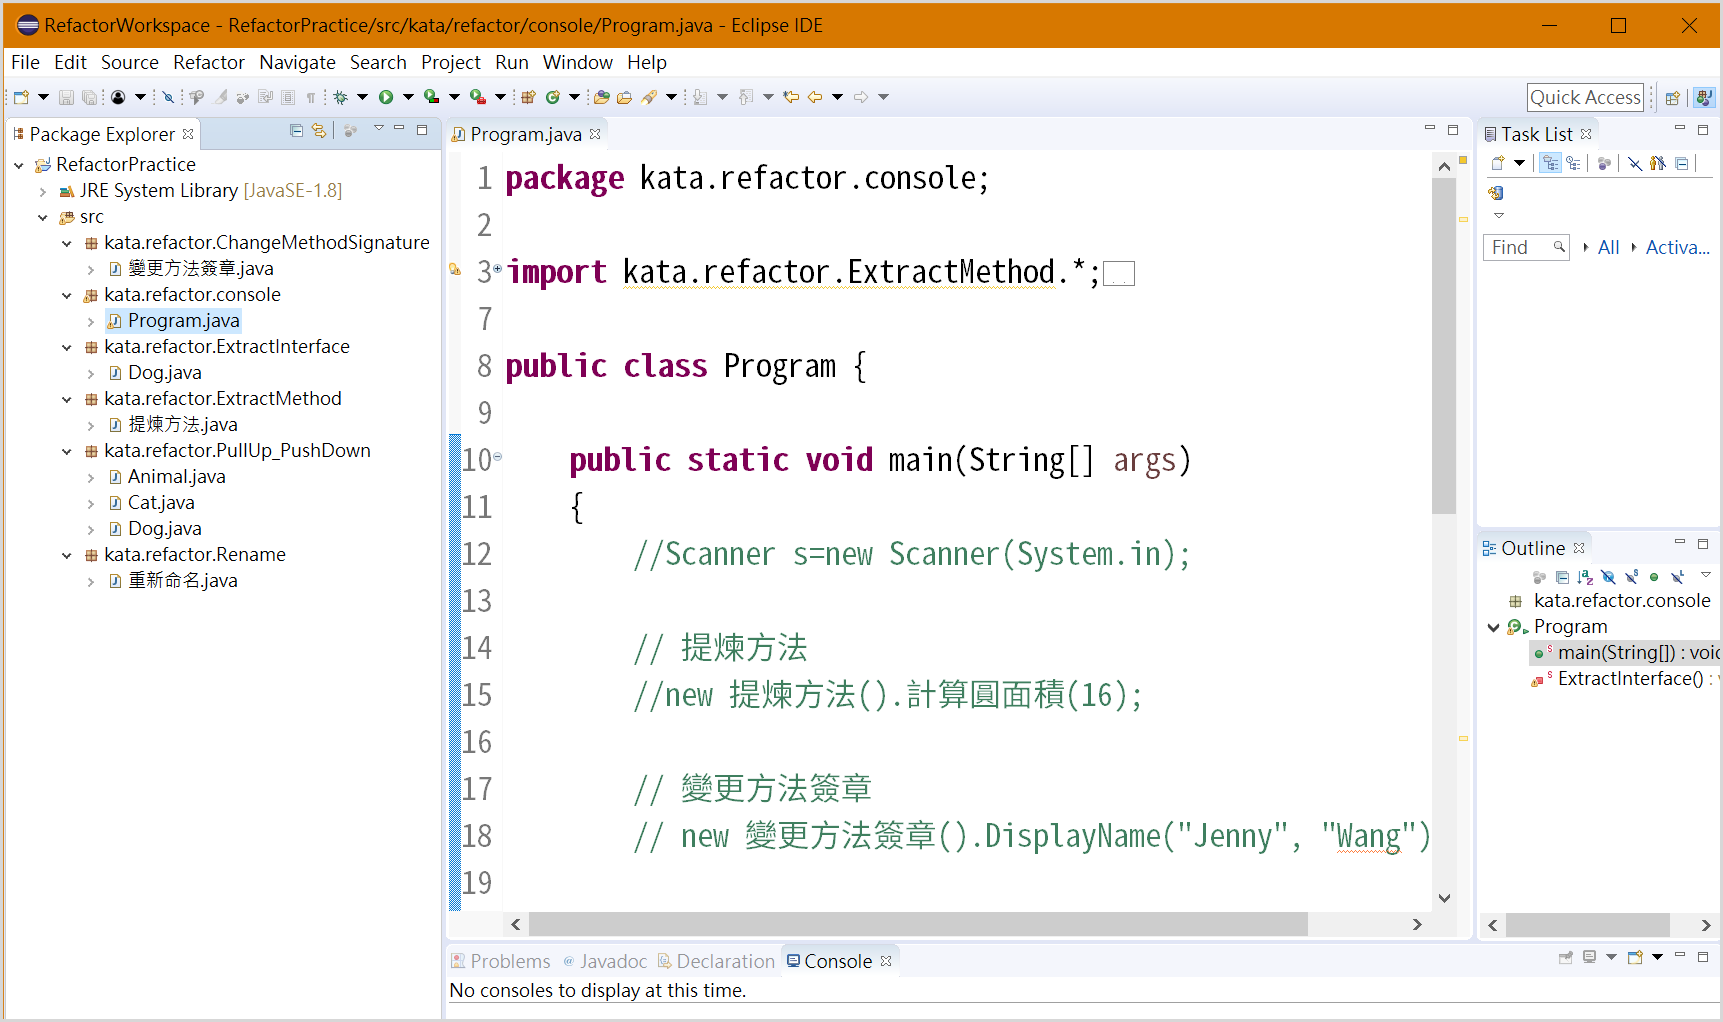 RefactorWorkspace - RefactorPractice/src/kata/refactor/console/Program.java - Eclipse IDE
File Edit Source Refactor Navigate Search Project Run Window Help
Quick Access
Package Explorer
RefactorPractice
JRE System Library [JavaSE-1.8]
src
kata.refactor.ChangeMethodSignature
變更方法簽章.java
kata.refactor.console
Program.java
kata.refactor.ExtractInterface
Dog.java
kata.refactor.ExtractMethod
提煉方法.java
kata.refactor.PullUp_PushDown
Animal.java
Cat.java
Dog.java
kata.refactor.Rename
重新命名.java
Program.java
1 package kata.refactor.console;
2
3 import kata.refactor.ExtractMethod.*;
7
8 public class Program {
9
10 public static void main(String[] args)
11 {
12 //Scanner s=new Scanner(System.in);
13
14 // 提煉方法
15 //new 提煉方法().計算圓面積(16);
16
17 // 變更方法簽章
18 // new 變更方法簽章().DisplayName("Jenny", "Wang")
19
Task List
Find All Activa...
Outline
kata.refactor.console
Program
main(String[]) : voic
ExtractInterface() :
Problems Javadoc Declaration Console
No consoles to display at this time.